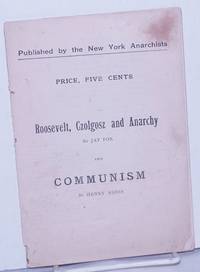 Published by the New York Anarchists
PRICE, FIVE CENTS
Roosevelt, Czolgosz and Anarchy
BY JAY FOX
AND
COMMUNISM
BY HENRY